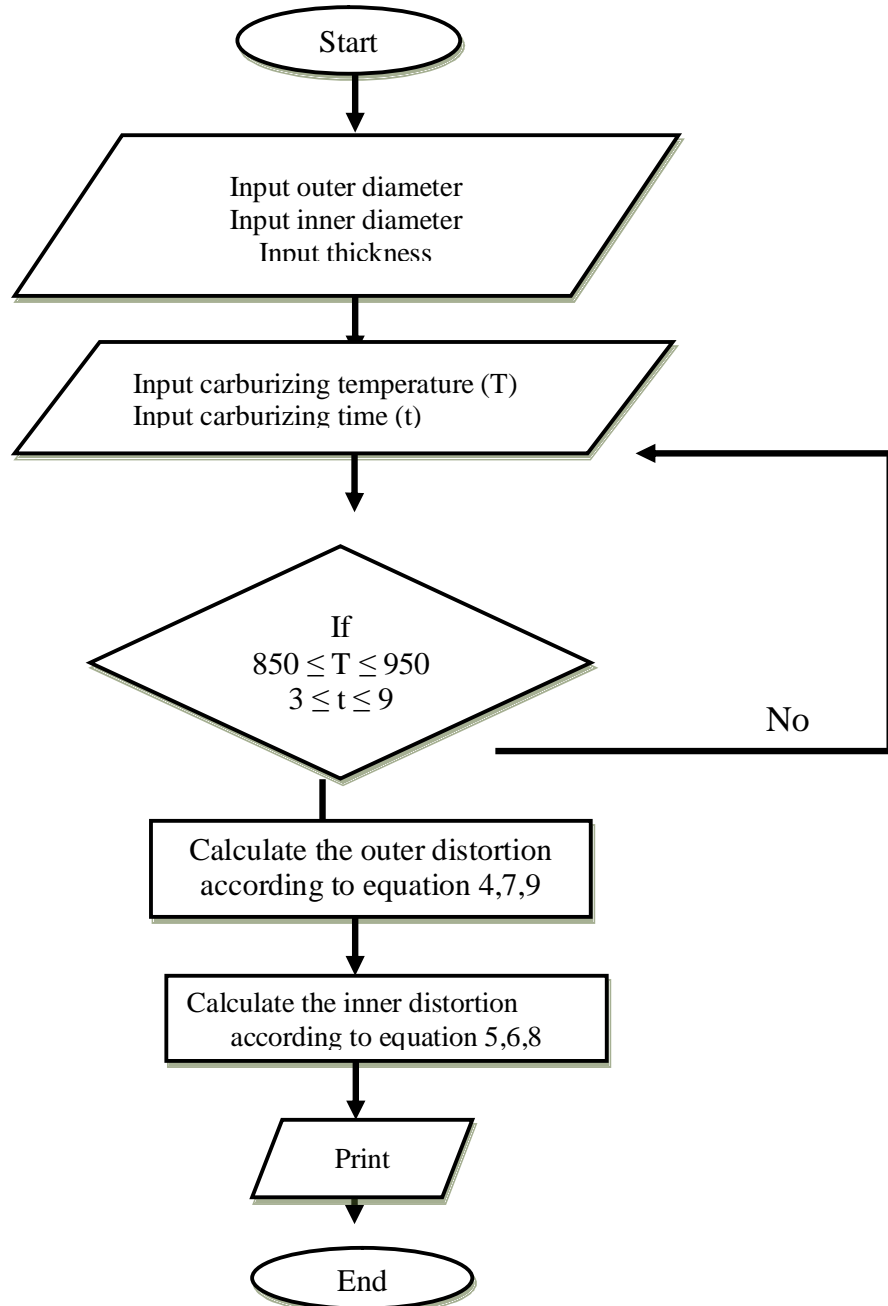 Start
Input outer diameter
Input inner diameter
Input thickness
Input carburizing temperature (T)
Input carburizing time (t)
If
850 ≤ T ≤ 950
3 ≤ t ≤ 9
No
Calculate the outer distortion
according to equation 4,7,9
Calculate the inner distortion
according to equation 5,6,8
Print
End